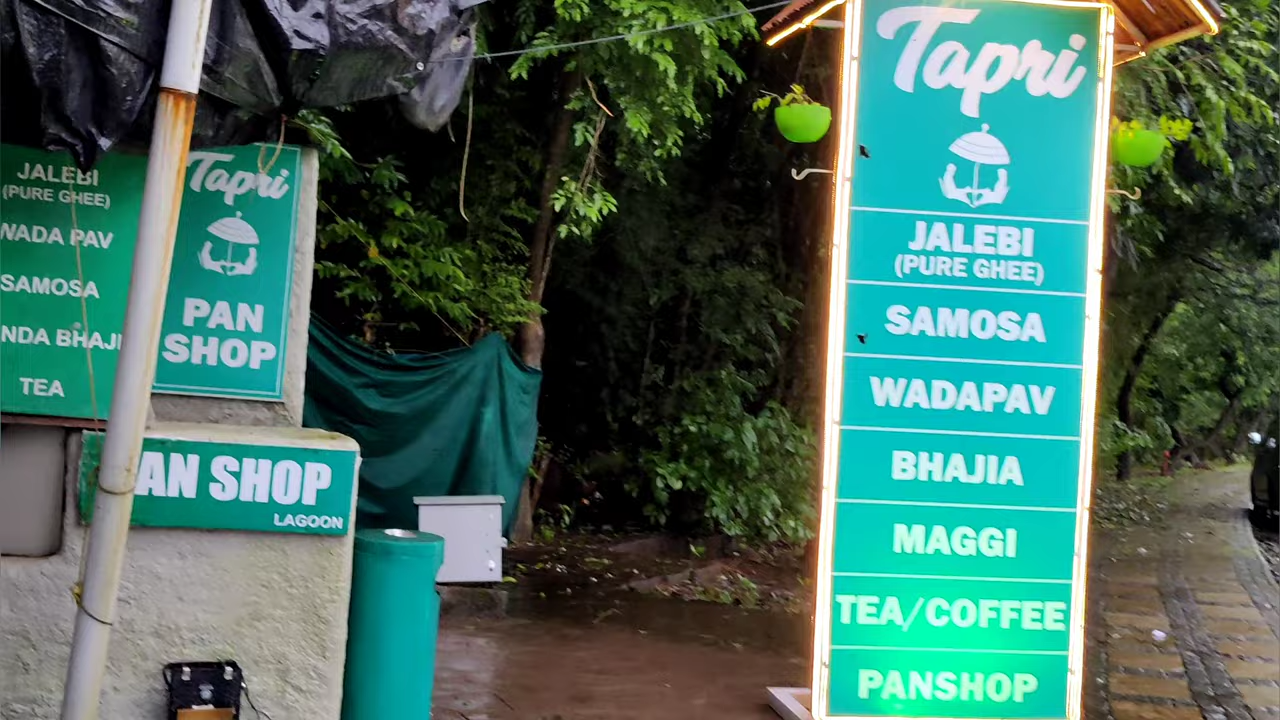 JALEBI
(PURE GHEE)
WADA PAV
SAMOSA
NDA BHAJI
TEA
Tapri
PAN
SHOP
AN SHOP
LAGOON
Tapri
JALEBI
(PURE GHEE)
SAMOSA
WADAPAV
BHAJIA
MAGGI
TEA/COFFEE
PANSHOP